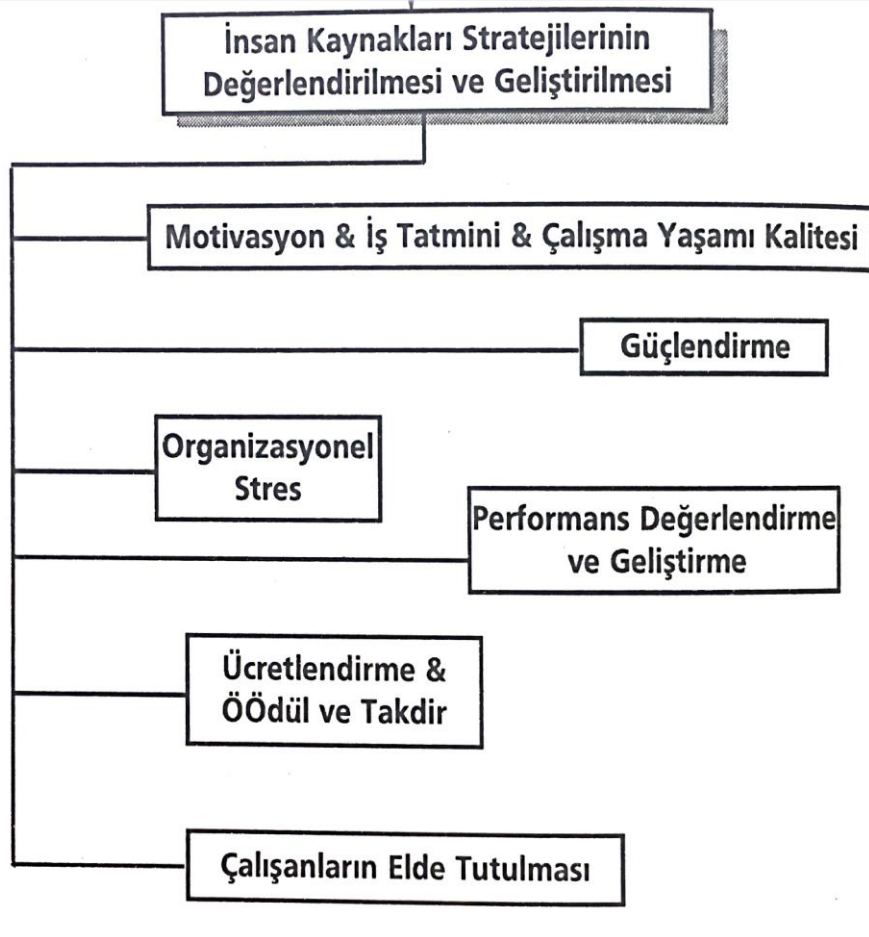 İnsan Kaynakları Stratejilerinin
Değerlendirilmesi ve Geliştirilmesi
Motivasyon & İş Tatmini & Çalışma Yaşamı Kalitesi
Güçlendirme
Organizasyonel
Stres
Performans Değerlendirme
ve Geliştirme
Ücretlendirme &
ÖÖdül ve Takdir
Çalışanların Elde Tutulması